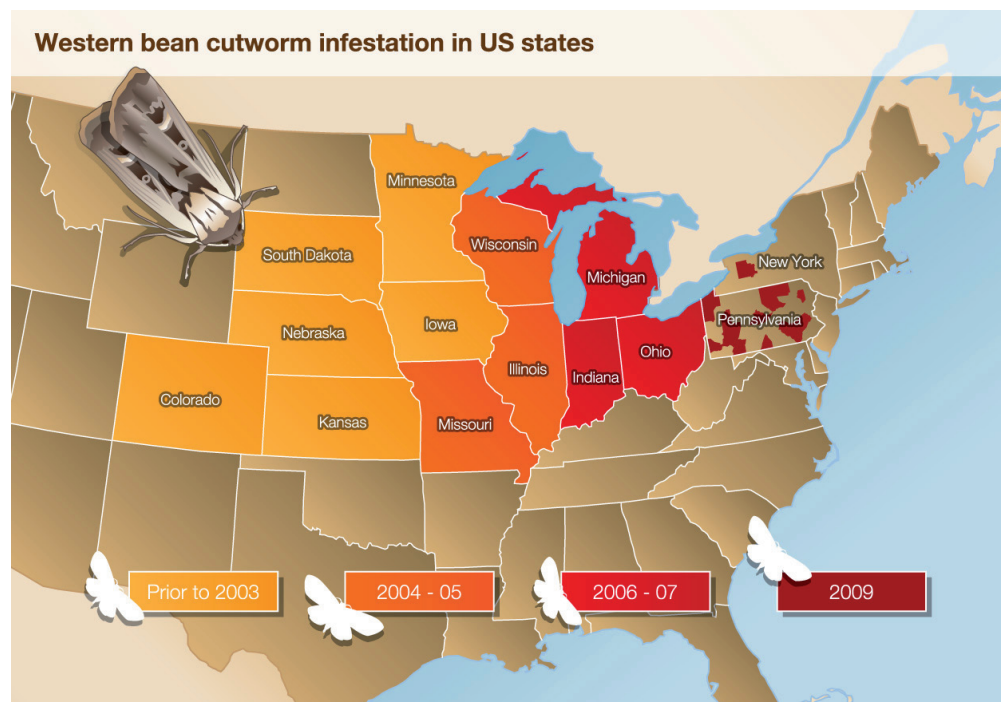 Western bean cutworm infestation in US states
Minnesota
Wisconsin
South Dakota
Michigan
New York
Nebraska
Iowa
Pennsylvania
Ohio
Illinois
Indiana
Colorado
Kansas
Missouri
Prior to 2003
2004 - 05
2006 - 07
2009